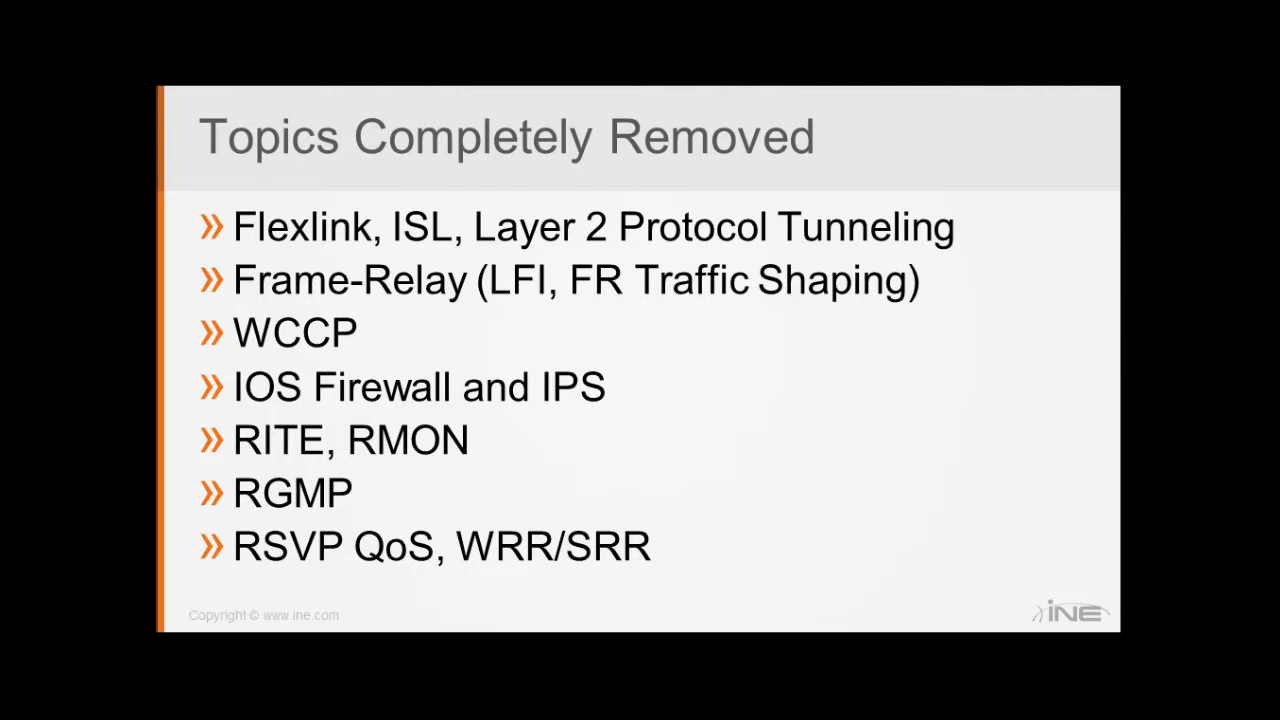 Topics Completely Removed
» Flexlink, ISL, Layer 2 Protocol Tunneling
» Frame-Relay (LFI, FR Traffic Shaping)
» WCCP
» IOS Firewall and IPS
» RITE, RMON
» RGMP
» RSVP QoS, WRR/SRR
Copyright © www.ine.com
iNE